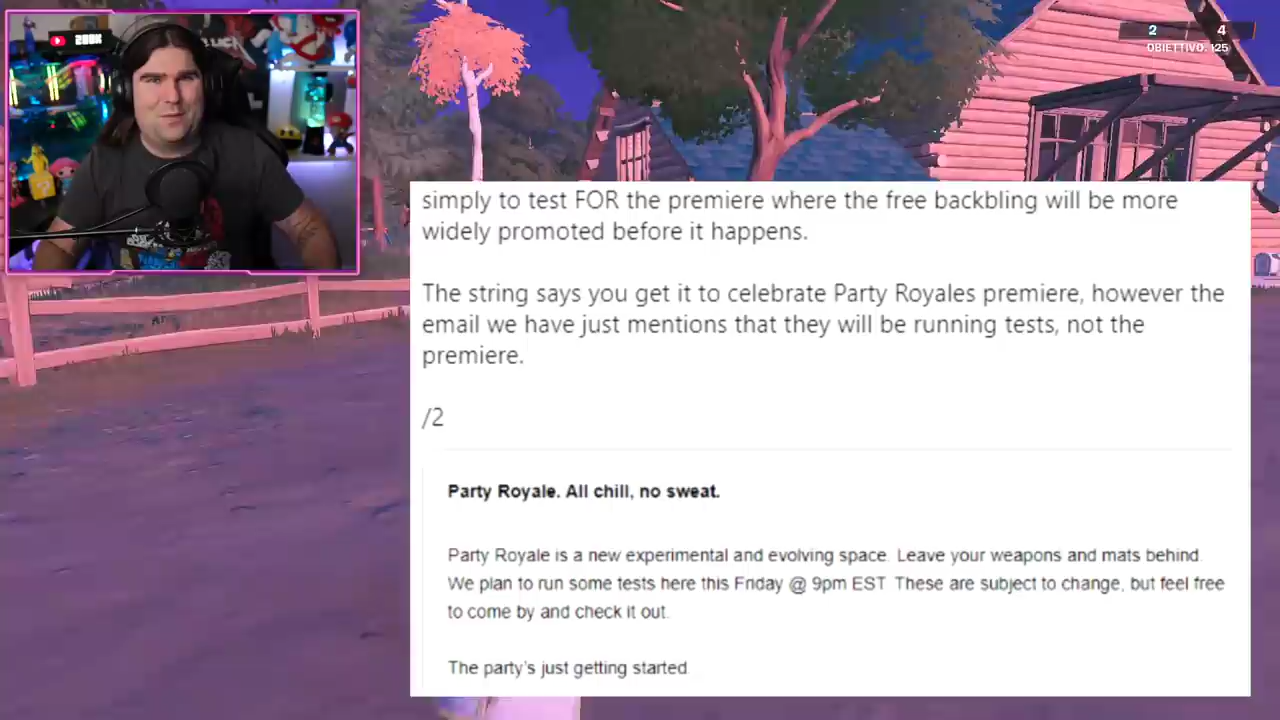 200K
2 4
OBIETTIVO: 125
simply to test FOR the premiere where the free backbling will be more
widely promoted before it happens.
The string says you get it to celebrate Party Royales premiere, however the
email we have just mentions that they will be running tests, not the
premiere.
/2
Party Royale. All chill, no sweat.
Party Royale is a new experimental and evolving space. Leave your weapons and mats behind.
We plan to run some tests here this Friday @ 9pm EST. These are subject to change, but feel free
to come by and check it out.
The party's just getting started.